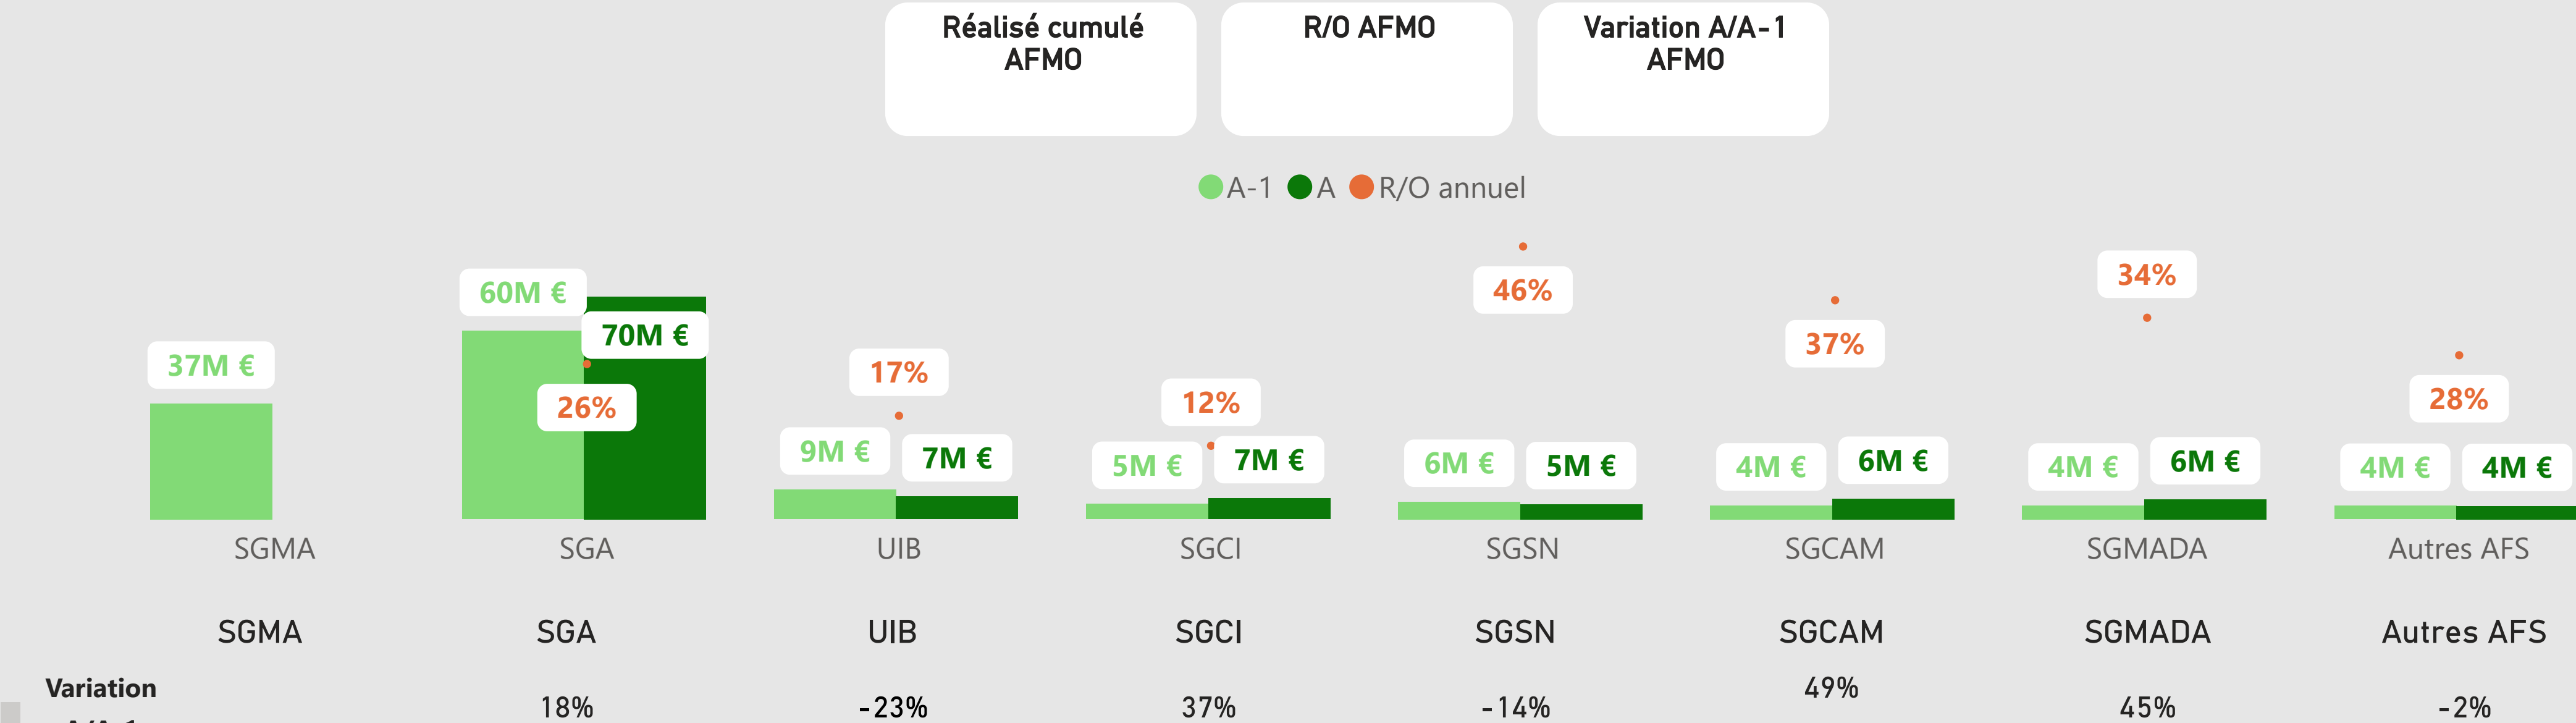 Réalisé cumulé
AFMO
R/O AFMO
Variation A/A-1
AFMO
A-1 A R/O annuel
37M €
60M €
70M €
26%
17%
9M € 7M €
12%
5M € 7M €
46%
6M € 5M €
37%
4M € 6M €
34%
4M € 6M €
28%
4M € 4M €
SGMA SGA UIB SGCI SGSN SGCAM SGMADA Autres AFS
SGMA SGA UIB SGCI SGSN SGCAM SGMADA Autres AFS
Variation
18% -23% 37% -14% 49% 45% -2%